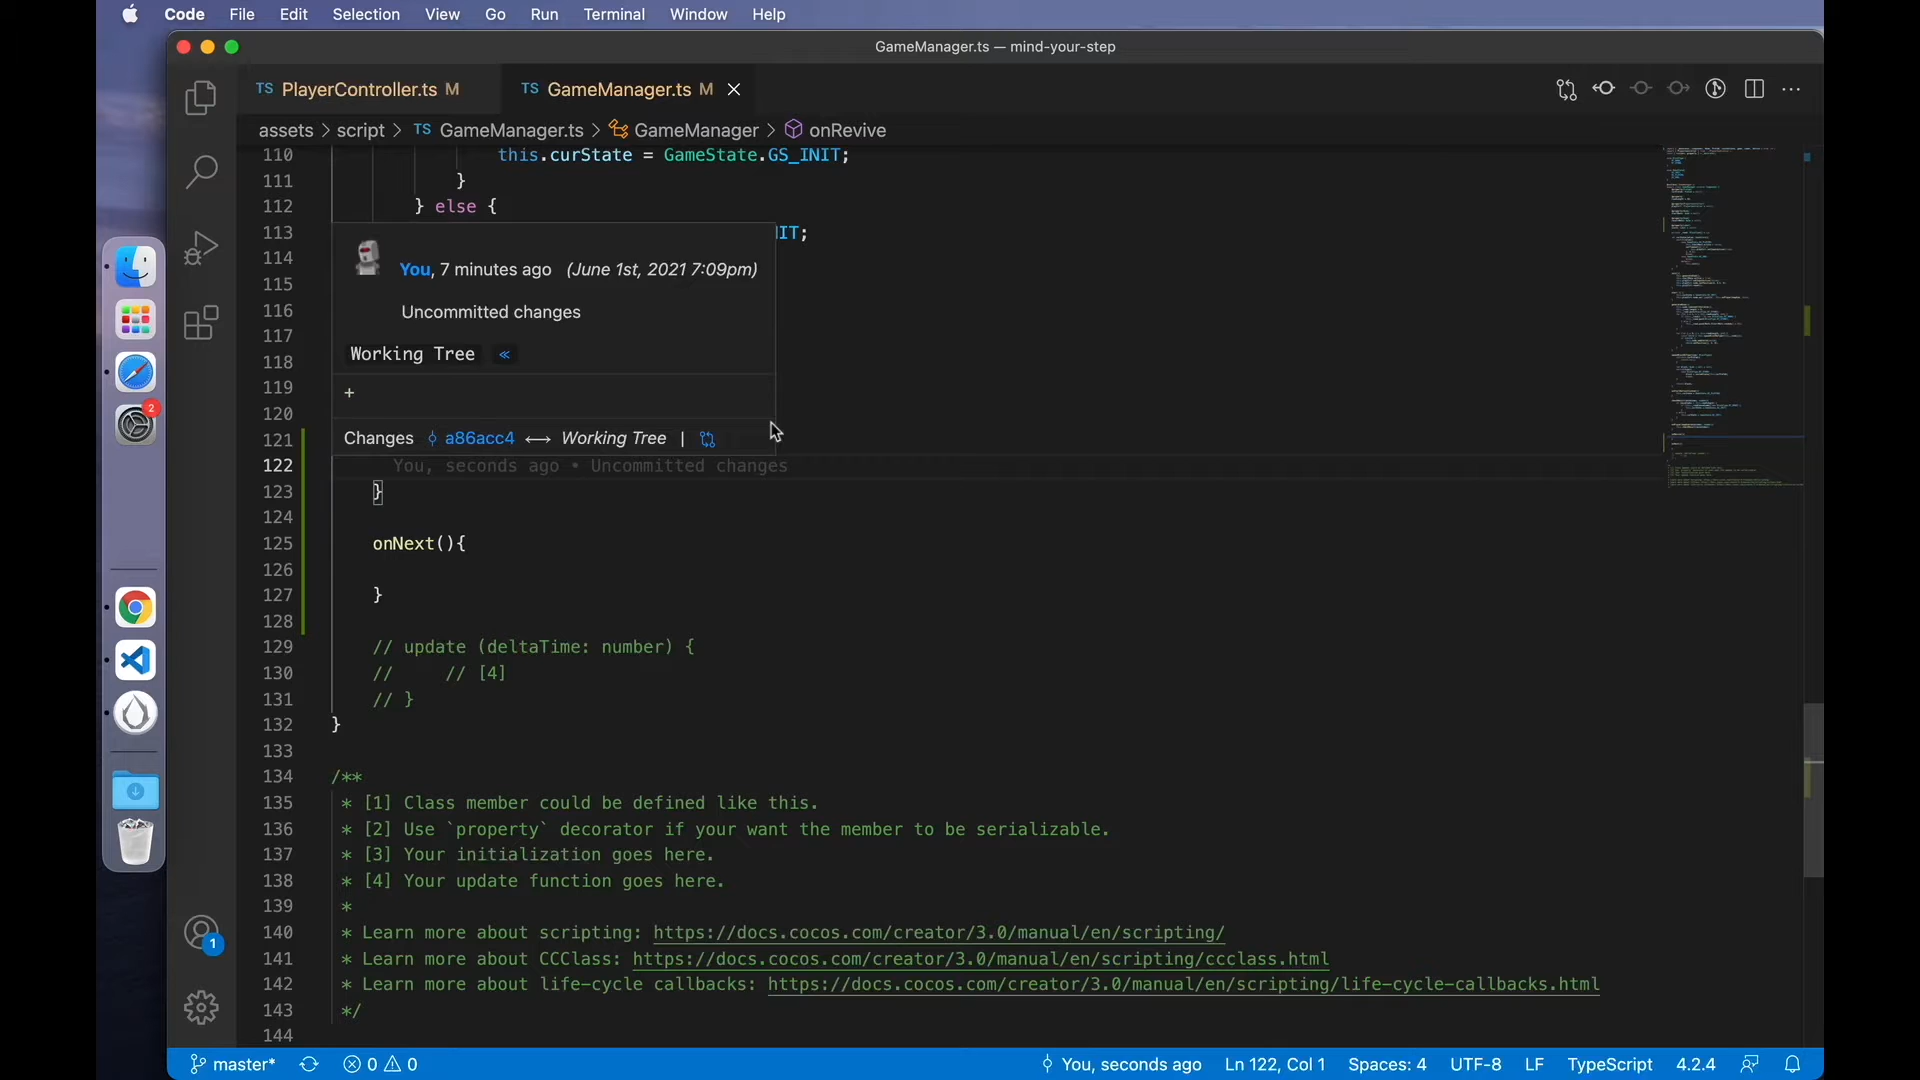 Code File Edit Selection View Go Run Terminal Window Help
GameManager.ts — mind-your-step
TS PlayerController.ts M
TS GameManager.ts M
assets > script > TS GameManager.ts > GameManager > onRevive
110 this.curState = GameState.GS_INIT;
111 }
112 } else {
113 IT;
114
115
116
117
118
119
120
121
122
You, 7 minutes ago (June 1st, 2021 7:09pm)
Uncommitted changes
Working Tree «
+
Changes a86acc4 ⟷ Working Tree |
You, seconds ago • Uncommitted changes
123 }
124
125 onNext(){
126
127 }
128
129 // update (deltaTime: number) {
130 // // [4]
131 // }
132 }
133
134 /**
135 * [1] Class member could be defined like this.
136 * [2] Use `property` decorator if your want the member to be serializable.
137 * [3] Your initialization goes here.
138 * [4] Your update function goes here.
139 *
140 * Learn more about scripting: https://docs.cocos.com/creator/3.0/manual/en/scripting/
141 * Learn more about CCClass: https://docs.cocos.com/creator/3.0/manual/en/scripting/ccclass.html
142 * Learn more about life-cycle callbacks: https://docs.cocos.com/creator/3.0/manual/en/scripting/life-cycle-callbacks.html
143 */
144
2
1
master* 0 0 You, seconds ago Ln 122, Col 1 Spaces: 4 UTF-8 LF TypeScript 4.2.4